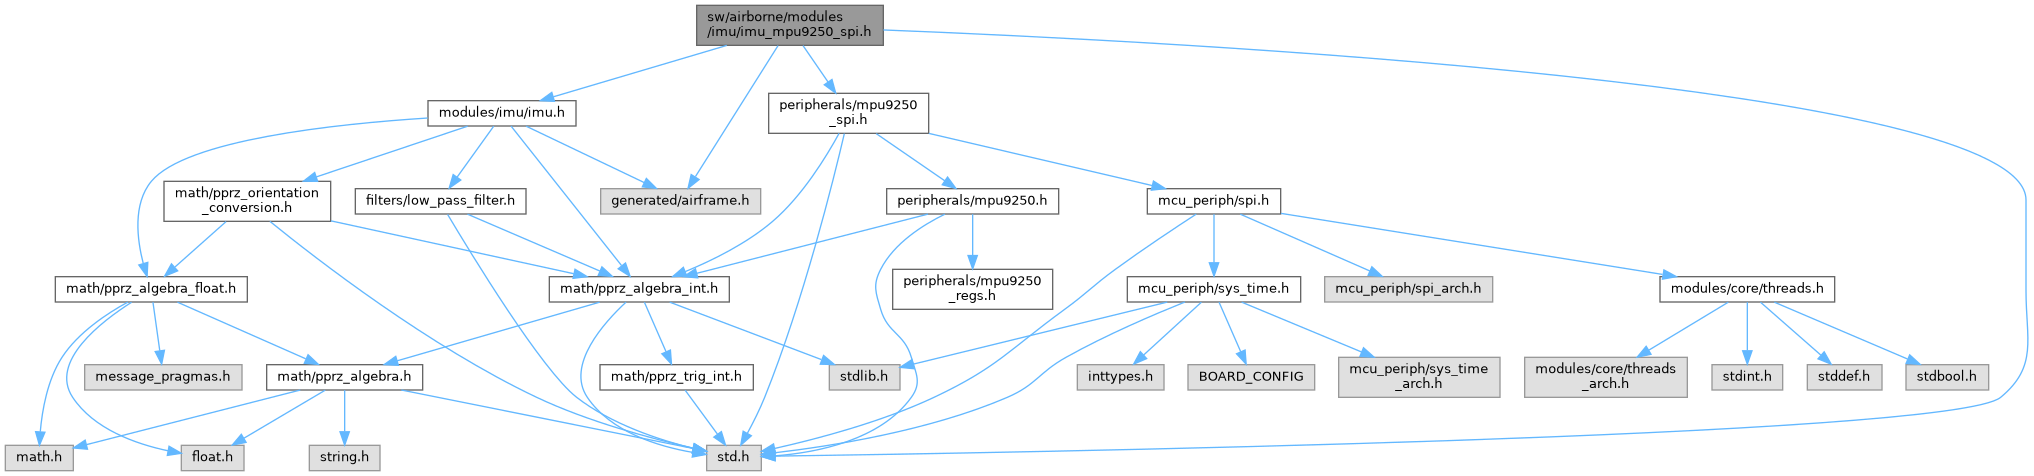 sw/airborne/modules
/imu/imu_mpu9250_spi.h
modules/imu/imu.h
peripherals/mpu9250
_spi.h
math/pprz_orientation
_conversion.h
filters/low_pass_filter.h
generated/airframe.h
peripherals/mpu9250.h
mcu_periph/spi.h
math/pprz_algebra_float.h
math/pprz_algebra_int.h
peripherals/mpu9250
_regs.h
mcu_periph/sys_time.h
mcu_periph/spi_arch.h
modules/core/threads.h
message_pragmas.h
math/pprz_algebra.h
math/pprz_trig_int.h
stdlib.h
inttypes.h
BOARD_CONFIG
mcu_periph/sys_time
_arch.h
modules/core/threads
_arch.h
stdint.h
stddef.h
stdbool.h
math.h
float.h
string.h
std.h